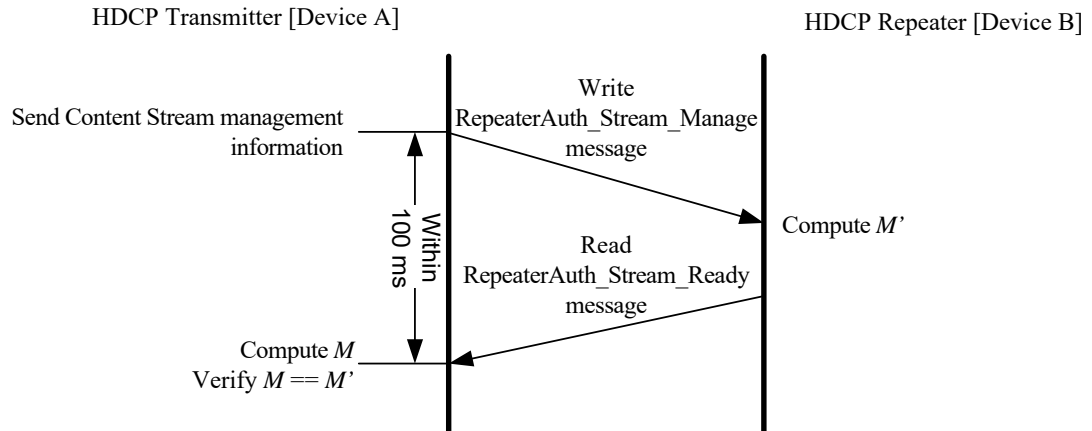 HDCP Transmitter [Device A]
HDCP Repeater [Device B]
Send Content Stream management
information
Write
RepeaterAuth_Stream_Manage
message
Within
100 ms
Compute M’
Read
RepeaterAuth_Stream_Ready
message
Compute M
Verify M == M’